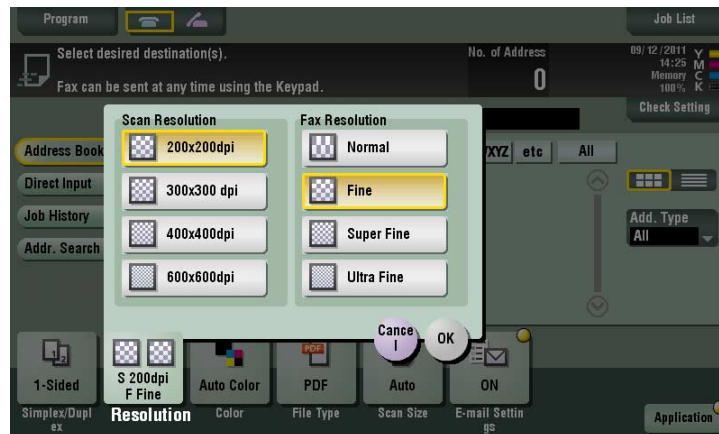 Program
Job List
Select desired destination(s).
Fax can be sent at any time using the Keypad.
No. of Address
0
09/12/2011
14:25
Memory
100%
Y
M
C
K
Check Setting
Scan Resolution
200x200dpi
300x300 dpi
400x400dpi
600x600dpi
Fax Resolution
Normal
Fine
Super Fine
Ultra Fine
Cance
l
OK
Address Book
Direct Input
Job History
Addr. Search
XYZ
etc
All
Add. Type
All
1-Sided
S 200dpi
F Fine
Auto Color
PDF
PDF
Auto
ON
Simplex/Dupl
ex
Resolution
Color
File Type
Scan Size
E-mail Settin
gs
Application